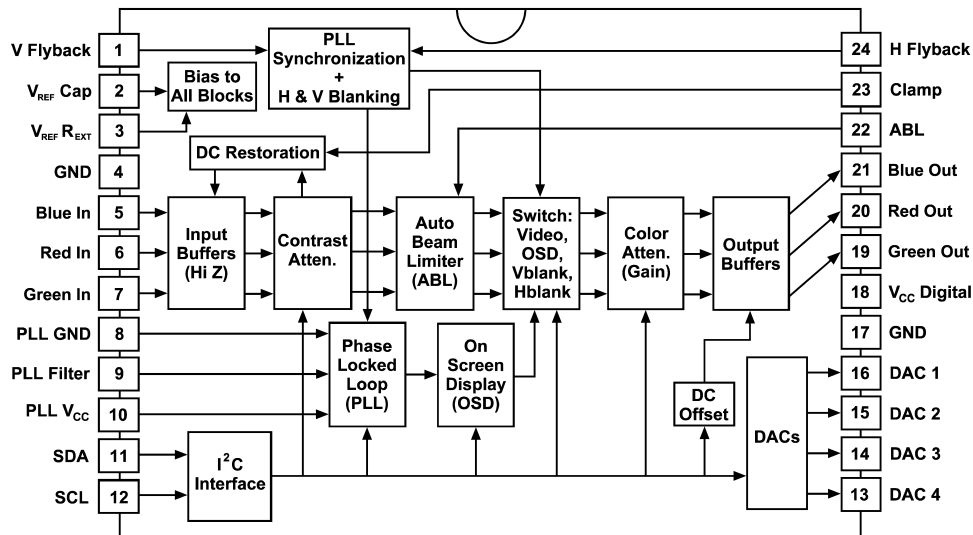 V Flyback
1
V_REF Cap
2
V_REF R_EXT
3
GND
4
Blue In
5
Red In
6
Green In
7
PLL GND
8
PLL Filter
9
PLL V_CC
10
SDA
11
SCL
12
PLL
Synchronization
+
H & V Blanking
Bias to
All Blocks
DC Restoration
Input
Buffers
(Hi Z)
Contrast
Atten.
Auto
Beam
Limiter
(ABL)
Switch:
Video,
OSD,
Vblank,
Hblank
Color
Atten.
(Gain)
Output
Buffers
Phase
Locked
Loop
(PLL)
On
Screen
Display
(OSD)
DC
Offset
DACs
I²C
Interface
24
H Flyback
23
Clamp
22
ABL
21
Blue Out
20
Red Out
19
Green Out
18
V_CC Digital
17
GND
16
DAC 1
15
DAC 2
14
DAC 3
13
DAC 4